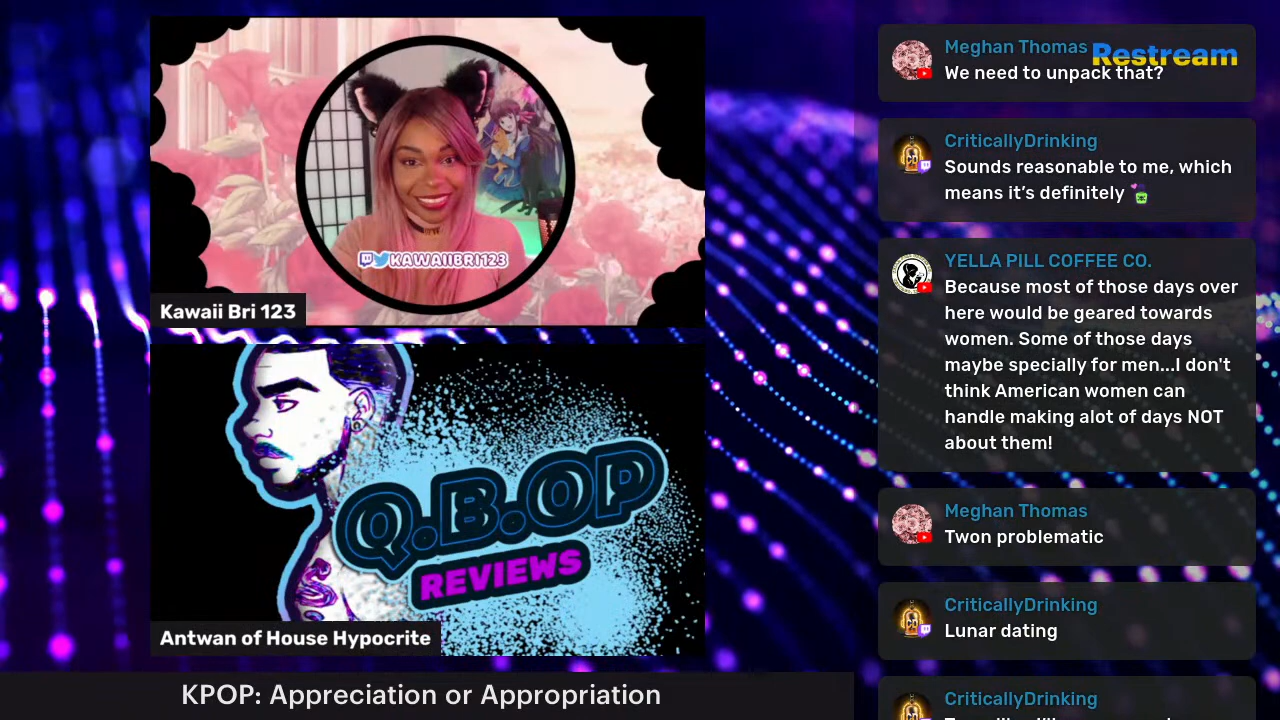 KAWAIIBRI123
Kawaii Bri 123
Q.B.OP
REVIEWS
Antwan of House Hypocrite
KPOP: Appreciation or Appropriation
Restream
Meghan Thomas
We need to unpack that?
CriticallyDrinking
Sounds reasonable to me, which
means it’s definitely
YELLA PILL COFFEE CO.
Because most of those days over
here would be geared towards
women. Some of those days
maybe specially for men...I don't
think American women can
handle making alot of days NOT
about them!
Meghan Thomas
Twon problematic
CriticallyDrinking
Lunar dating
CriticallyDrinking